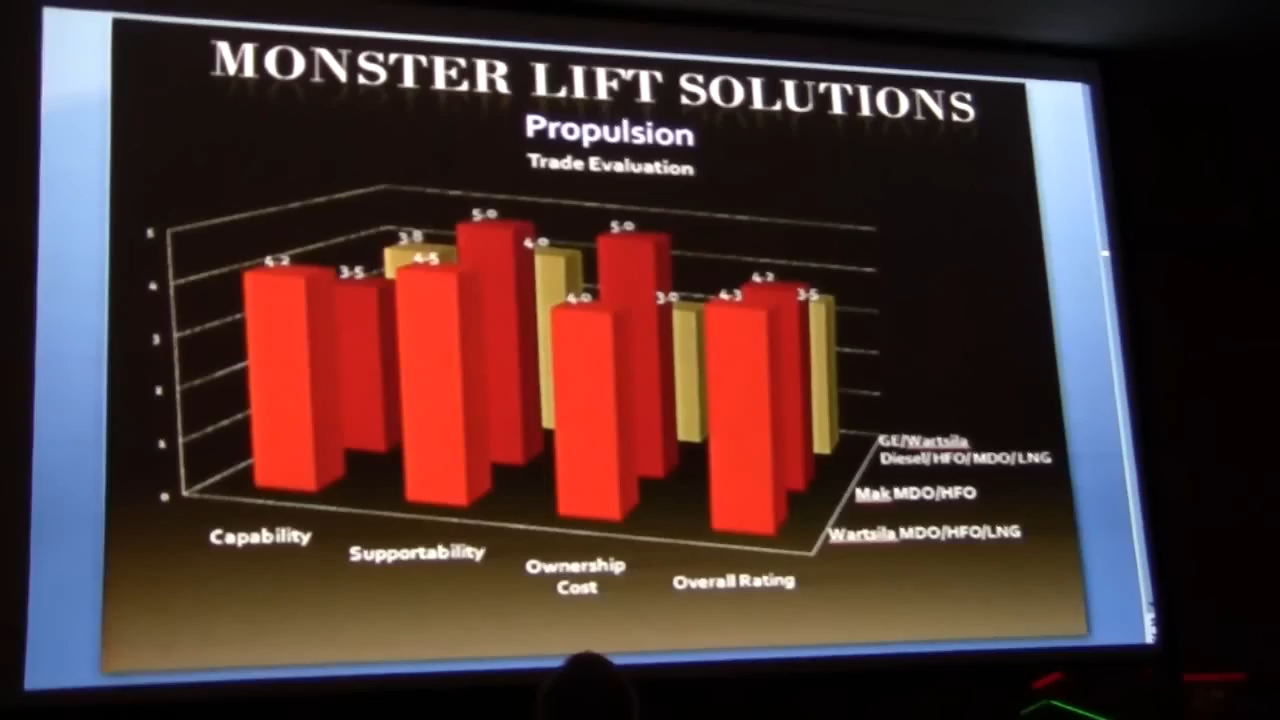 MONSTER LIFT SOLUTIONS
Propulsion
Trade Evaluation
5
4
3
2
1
0
4.2
3.5
3.8
4.5
5.0
4.0
4.0
5.0
3.0
4.3
4.2
3.5
GE/Wartsila
Diesel/HFO/MDO/LNG
Mak MDO/HFO
Wartsila MDO/HFO/LNG
Capability
Supportability
Ownership
Cost
Overall Rating